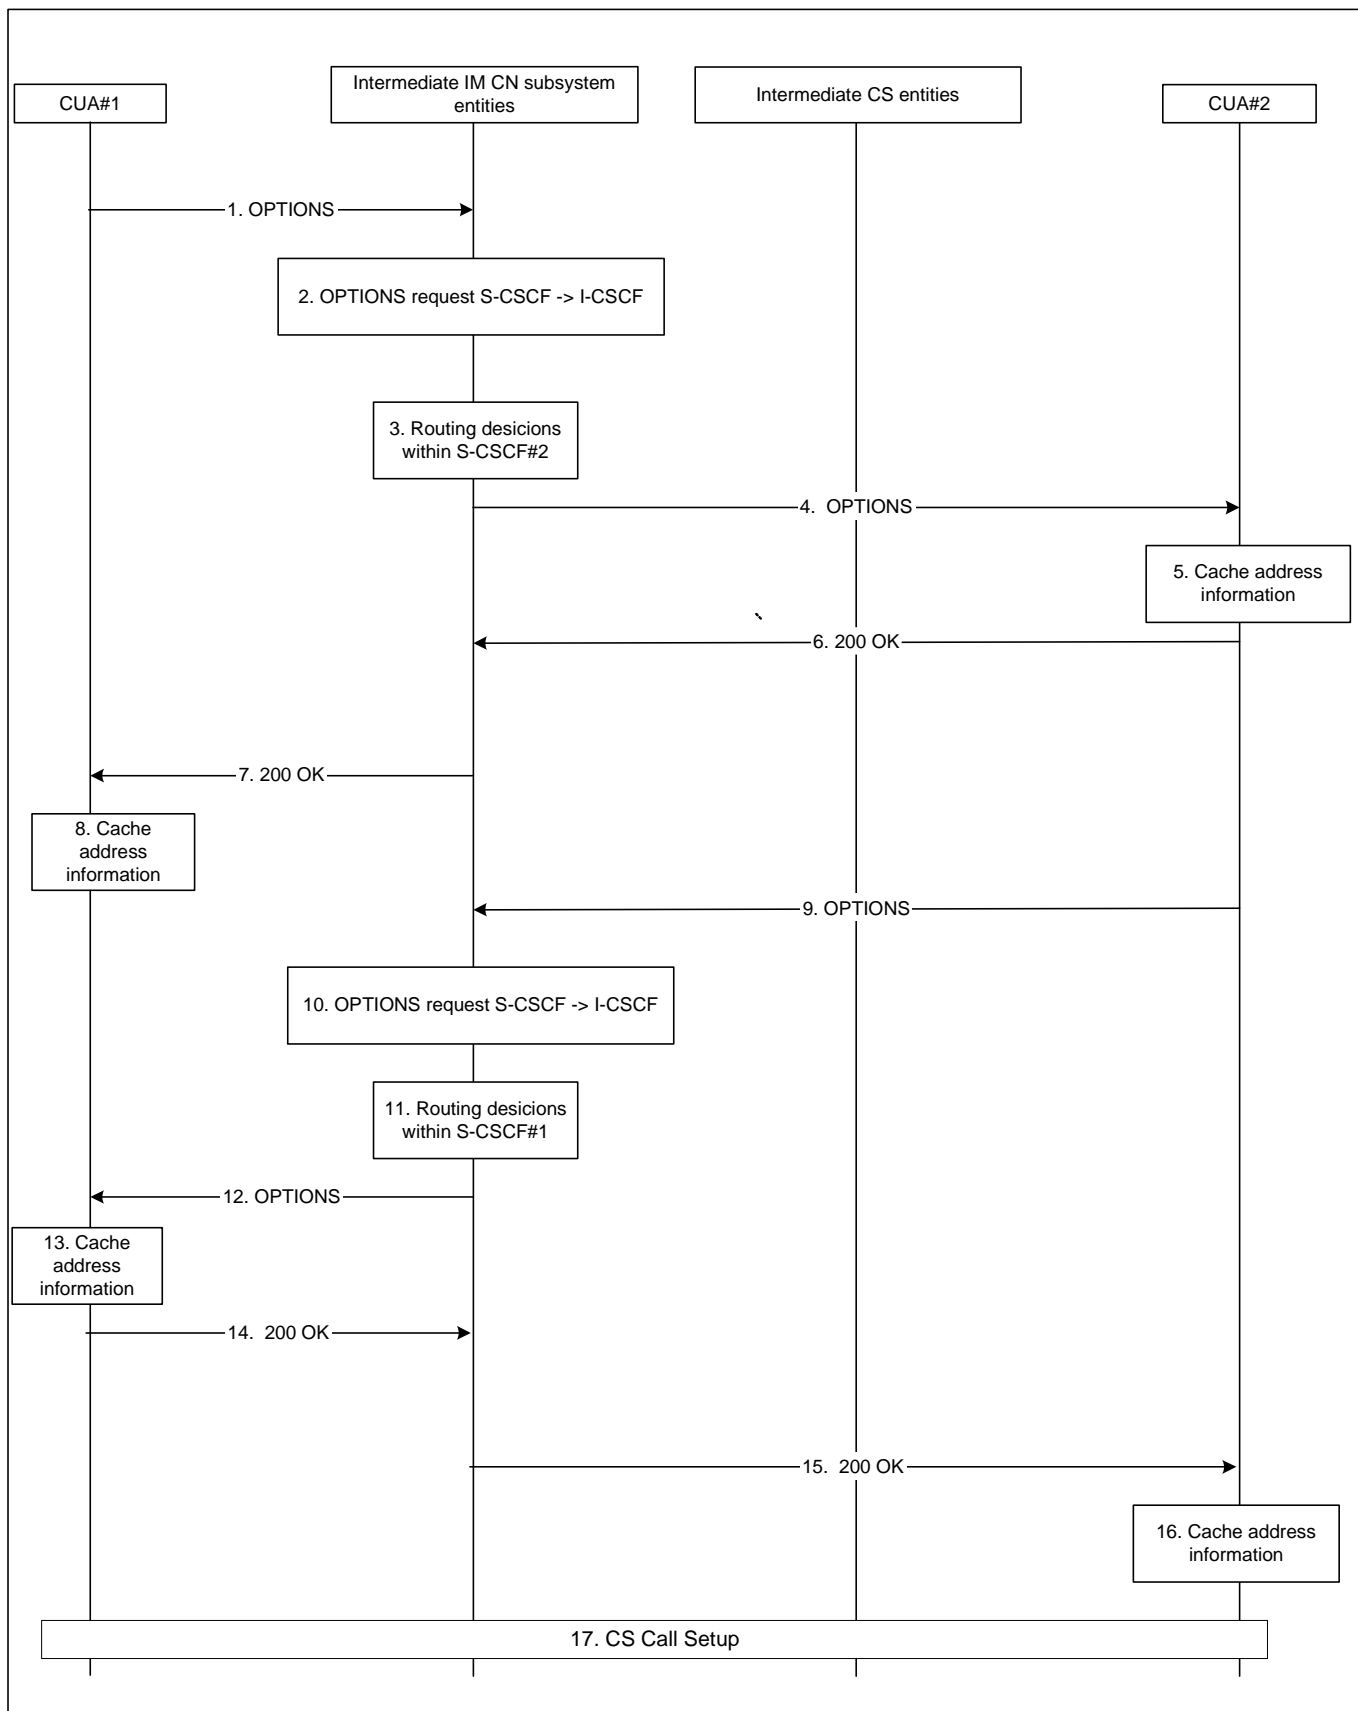 CUA#1
Intermediate IM CN subsystem
entities
Intermediate CS entities
CUA#2
1. OPTIONS
2. OPTIONS request S-CSCF -> I-CSCF
3. Routing desicions
within S-CSCF#2
4. OPTIONS
5. Cache address
information
6. 200 OK
7. 200 OK
8. Cache
address
information
9. OPTIONS
10. OPTIONS request S-CSCF -> I-CSCF
11. Routing desicions
within S-CSCF#1
12. OPTIONS
13. Cache
address
information
14. 200 OK
15. 200 OK
16. Cache address
information
17. CS Call Setup